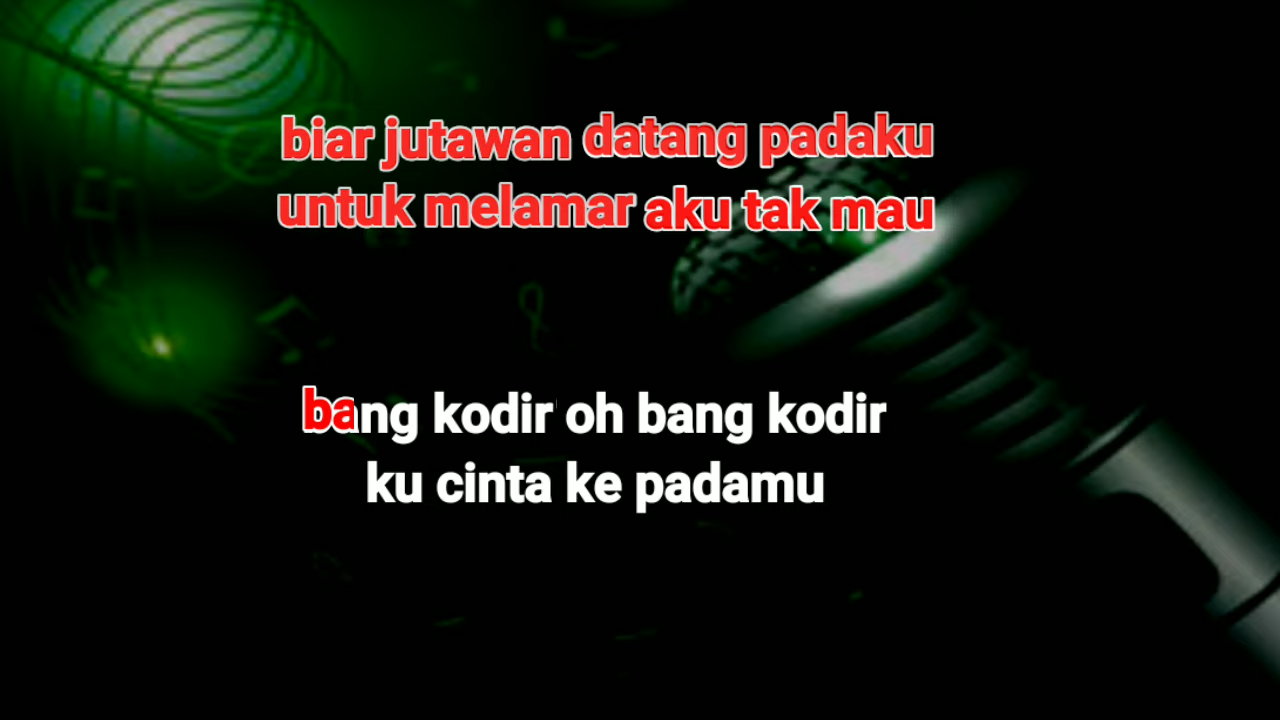 biar jutawan datang padaku
untuk melamar aku tak mau
bang kodir oh bang kodir
ku cinta ke padamu